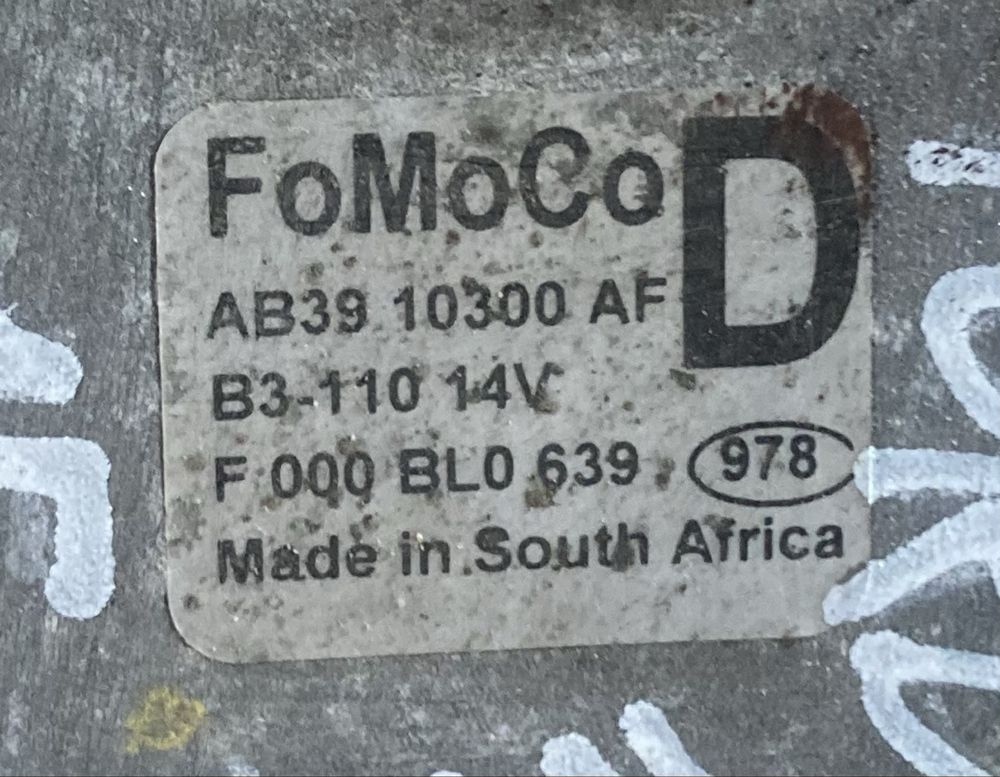 FoMoCo D
AB39 10300 AF
B3-110 14V
F 000 BL0 639 978
Made in South Africa